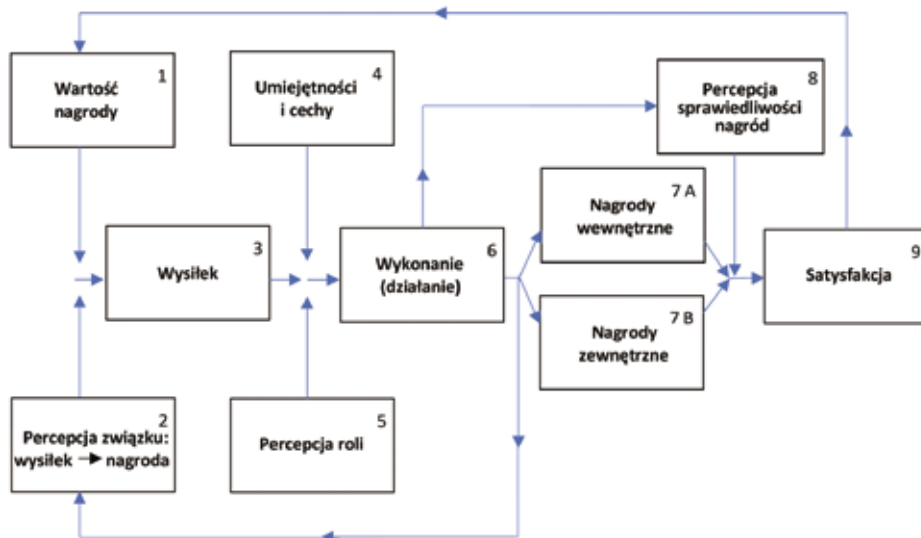 1
Wartość
nagrody
4
Umiejętności
i cechy
8
Percepcja
sprawiedliwości
nagród
3
Wysiłek
6
Wykonanie
(działanie)
7 A
Nagrody
wewnętrzne
7 B
Nagrody
zewnętrzne
9
Satysfakcja
2
Percepcja związku:
wysiłek → nagroda
5
Percepcja roli